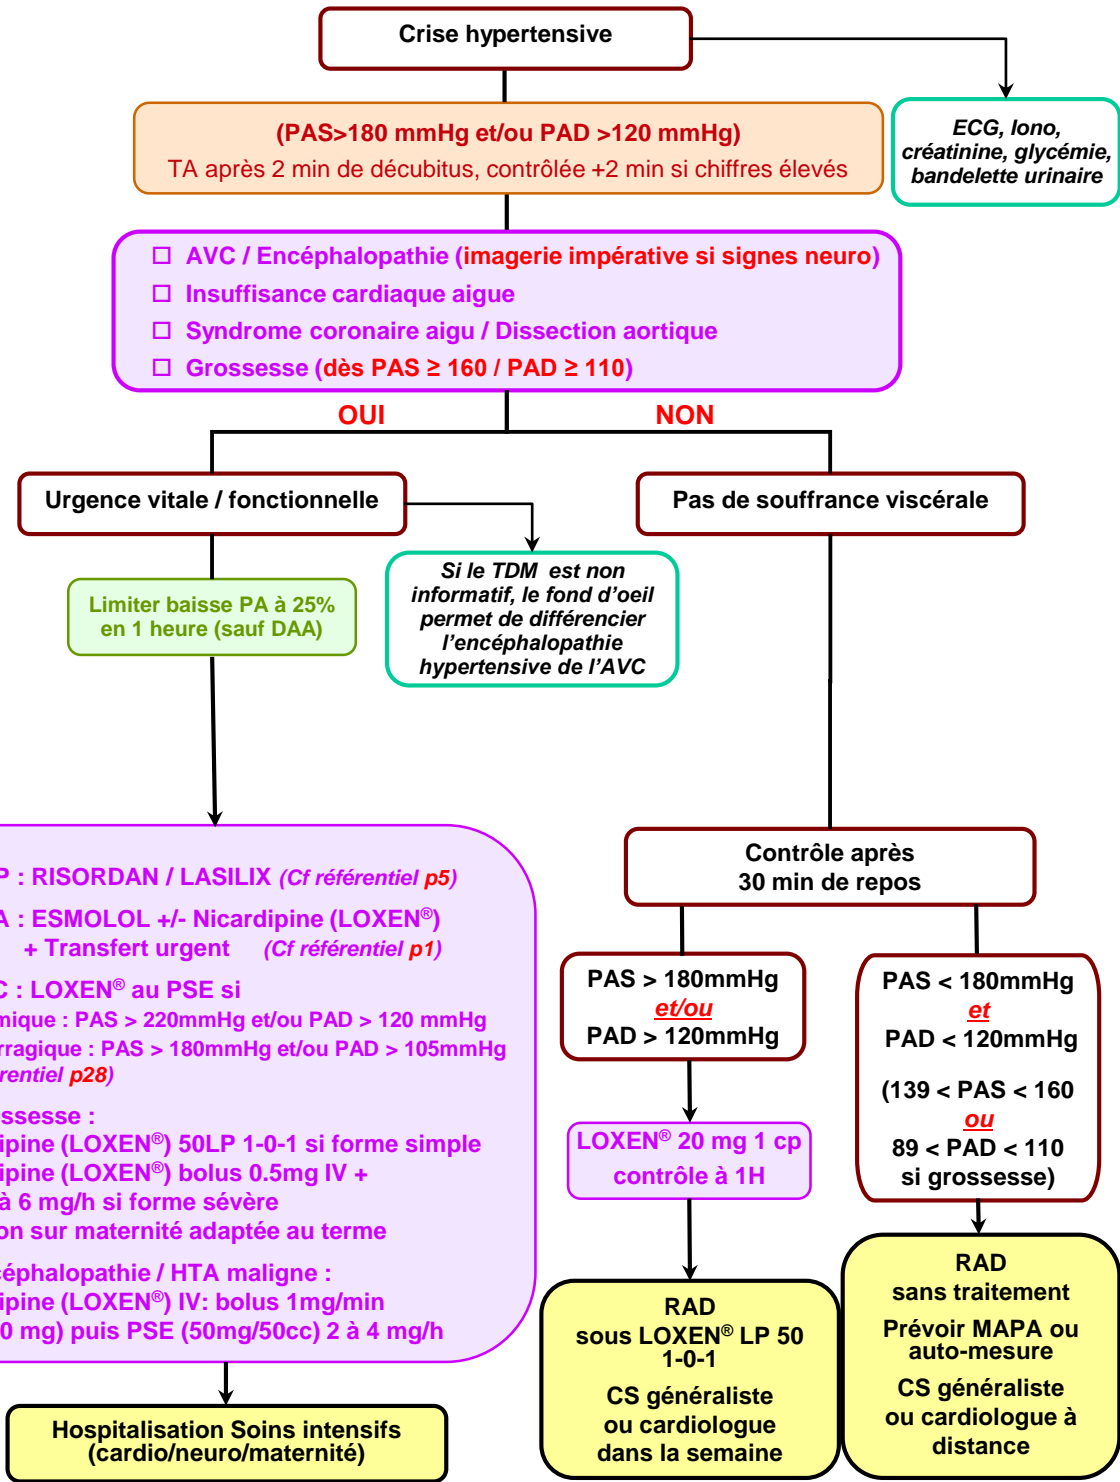 Crise hypertensive
(PAS>180 mmHg et/ou PAD >120 mmHg)
TA après 2 min de décubitus, contrôlée +2 min si chiffres élevés
ECG, Iono,
créatinine, glycémie,
bandelette urinaire
☐ AVC / Encéphalopathie (imagerie impérative si signes neuro)
☐ Insuffisance cardiaque aigue
☐ Syndrome coronaire aigu / Dissection aortique
☐ Grossesse (dès PAS ≥ 160 / PAD ≥ 110)
OUI
NON
Urgence vitale / fonctionnelle
Pas de souffrance viscérale
Limiter baisse PA à 25%
en 1 heure (sauf DAA)
Si le TDM est non
informatif, le fond d'oeil
permet de différencier
l'encéphalopathie
hypertensive de l'AVC
P : RISORDAN / LASILIX (Cf référentiel p5)
A : ESMOLOL +/- Nicardipine (LOXEN®)
+ Transfert urgent (Cf référentiel p1)
C : LOXEN® au PSE si
mique : PAS > 220mmHg et/ou PAD > 120 mmHg
rragique : PAS > 180mmHg et/ou PAD > 105mmHg
rentiel p28)
ossesse :
dipine (LOXEN®) 50LP 1-0-1 si forme simple
dipine (LOXEN®) bolus 0.5mg IV +
à 6 mg/h si forme sévère
on sur maternité adaptée au terme
céphalopathie / HTA maligne :
dipine (LOXEN®) IV: bolus 1mg/min
0 mg) puis PSE (50mg/50cc) 2 à 4 mg/h
Hospitalisation Soins intensifs
(cardio/neuro/maternité)
Contrôle après
30 min de repos
PAS > 180mmHg
et/ou
PAD > 120mmHg
LOXEN® 20 mg 1 cp
contrôle à 1H
RAD
sous LOXEN® LP 50
1-0-1
CS généraliste
ou cardiologue
dans la semaine
PAS < 180mmHg
et
PAD < 120mmHg
(139 < PAS < 160
ou
89 < PAD < 110
si grossesse)
RAD
sans traitement
Prévoir MAPA ou
auto-mesure
CS généraliste
ou cardiologue à
distance